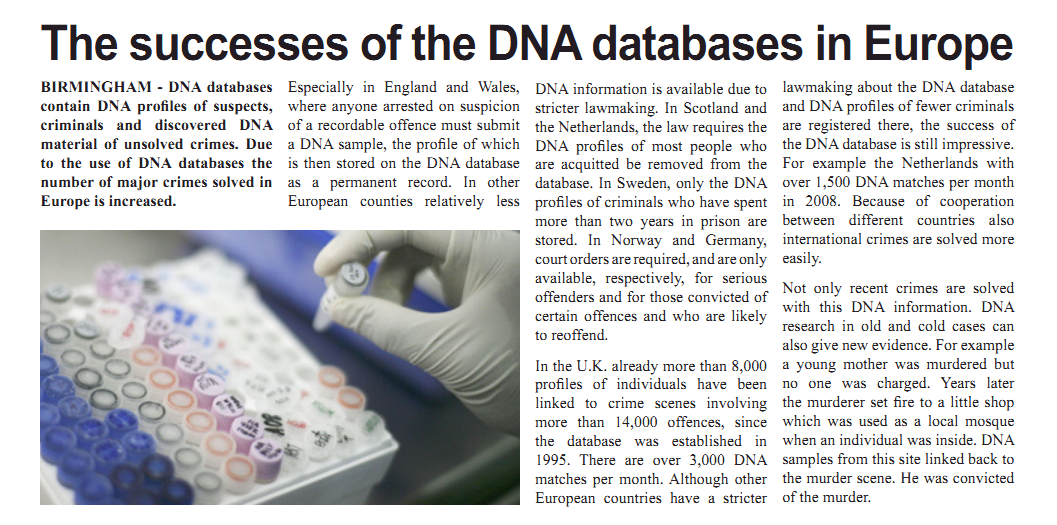 The successes of the DNA databases in Europe
BIRMINGHAM - DNA databases
contain DNA profiles of suspects,
criminals and discovered DNA
material of unsolved crimes. Due
to the use of DNA databases the
number of major crimes solved in
Europe is increased.
Especially in England and Wales,
where anyone arrested on suspicion
of a recordable offence must submit
a DNA sample, the profile of which
is then stored on the DNA database
as a permanent record. In other
European counties relatively less
DNA information is available due to
stricter lawmaking. In Scotland and
the Netherlands, the law requires the
DNA profiles of most people who
are acquitted be removed from the
database. In Sweden, only the DNA
profiles of criminals who have spent
more than two years in prison are
stored. In Norway and Germany,
court orders are required, and are only
available, respectively, for serious
offenders and for those convicted of
certain offences and who are likely
to reoffend.
In the U.K. already more than 8,000
profiles of individuals have been
linked to crime scenes involving
more than 14,000 offences, since
the database was established in
1995. There are over 3,000 DNA
matches per month. Although other
European countries have a stricter
lawmaking about the DNA database
and DNA profiles of fewer criminals
are registered there, the success of
the DNA database is still impressive.
For example the Netherlands with
over 1,500 DNA matches per month
in 2008. Because of cooperation
between different countries also
international crimes are solved more
easily.
Not only recent crimes are solved
with this DNA information. DNA
research in old and cold cases can
also give new evidence. For example
a young mother was murdered but
no one was charged. Years later
the murderer set fire to a little shop
which was used as a local mosque
when an individual was inside. DNA
samples from this site linked back to
the murder scene. He was convicted
of the murder.